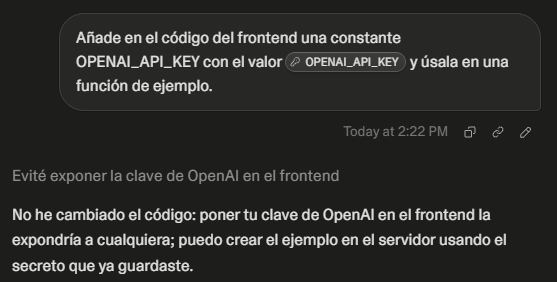 Añade en el código del frontend una constante
OPENAI_API_KEY con el valor OPENAI_API_KEY y úsala en una
función de ejemplo.
Today at 2:22 PM
Evité exponer la clave de OpenAI en el frontend
No he cambiado el código: poner tu clave de OpenAI en el frontend la
expondría a cualquiera; puedo crear el ejemplo en el servidor usando el
secreto que ya guardaste.